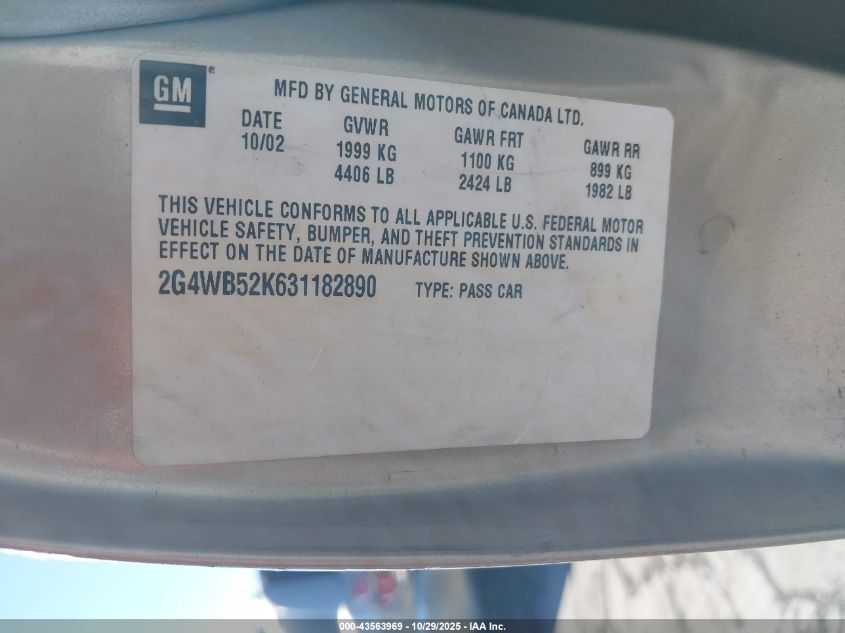 GM®
MFD BY GENERAL MOTORS OF CANADA LTD.
DATE GVWR GAWR FRT GAWR RR
10/02 1999 KG 1100 KG 899 KG
4406 LB 2424 LB 1982 LB
THIS VEHICLE CONFORMS TO ALL APPLICABLE U.S. FEDERAL MOTOR
VEHICLE SAFETY, BUMPER, AND THEFT PREVENTION STANDARDS IN
EFFECT ON THE DATE OF MANUFACTURE SHOWN ABOVE.
2G4WB52K631182890 TYPE: PASS CAR
000-43563969 • 10/29/2025 • IAA Inc.